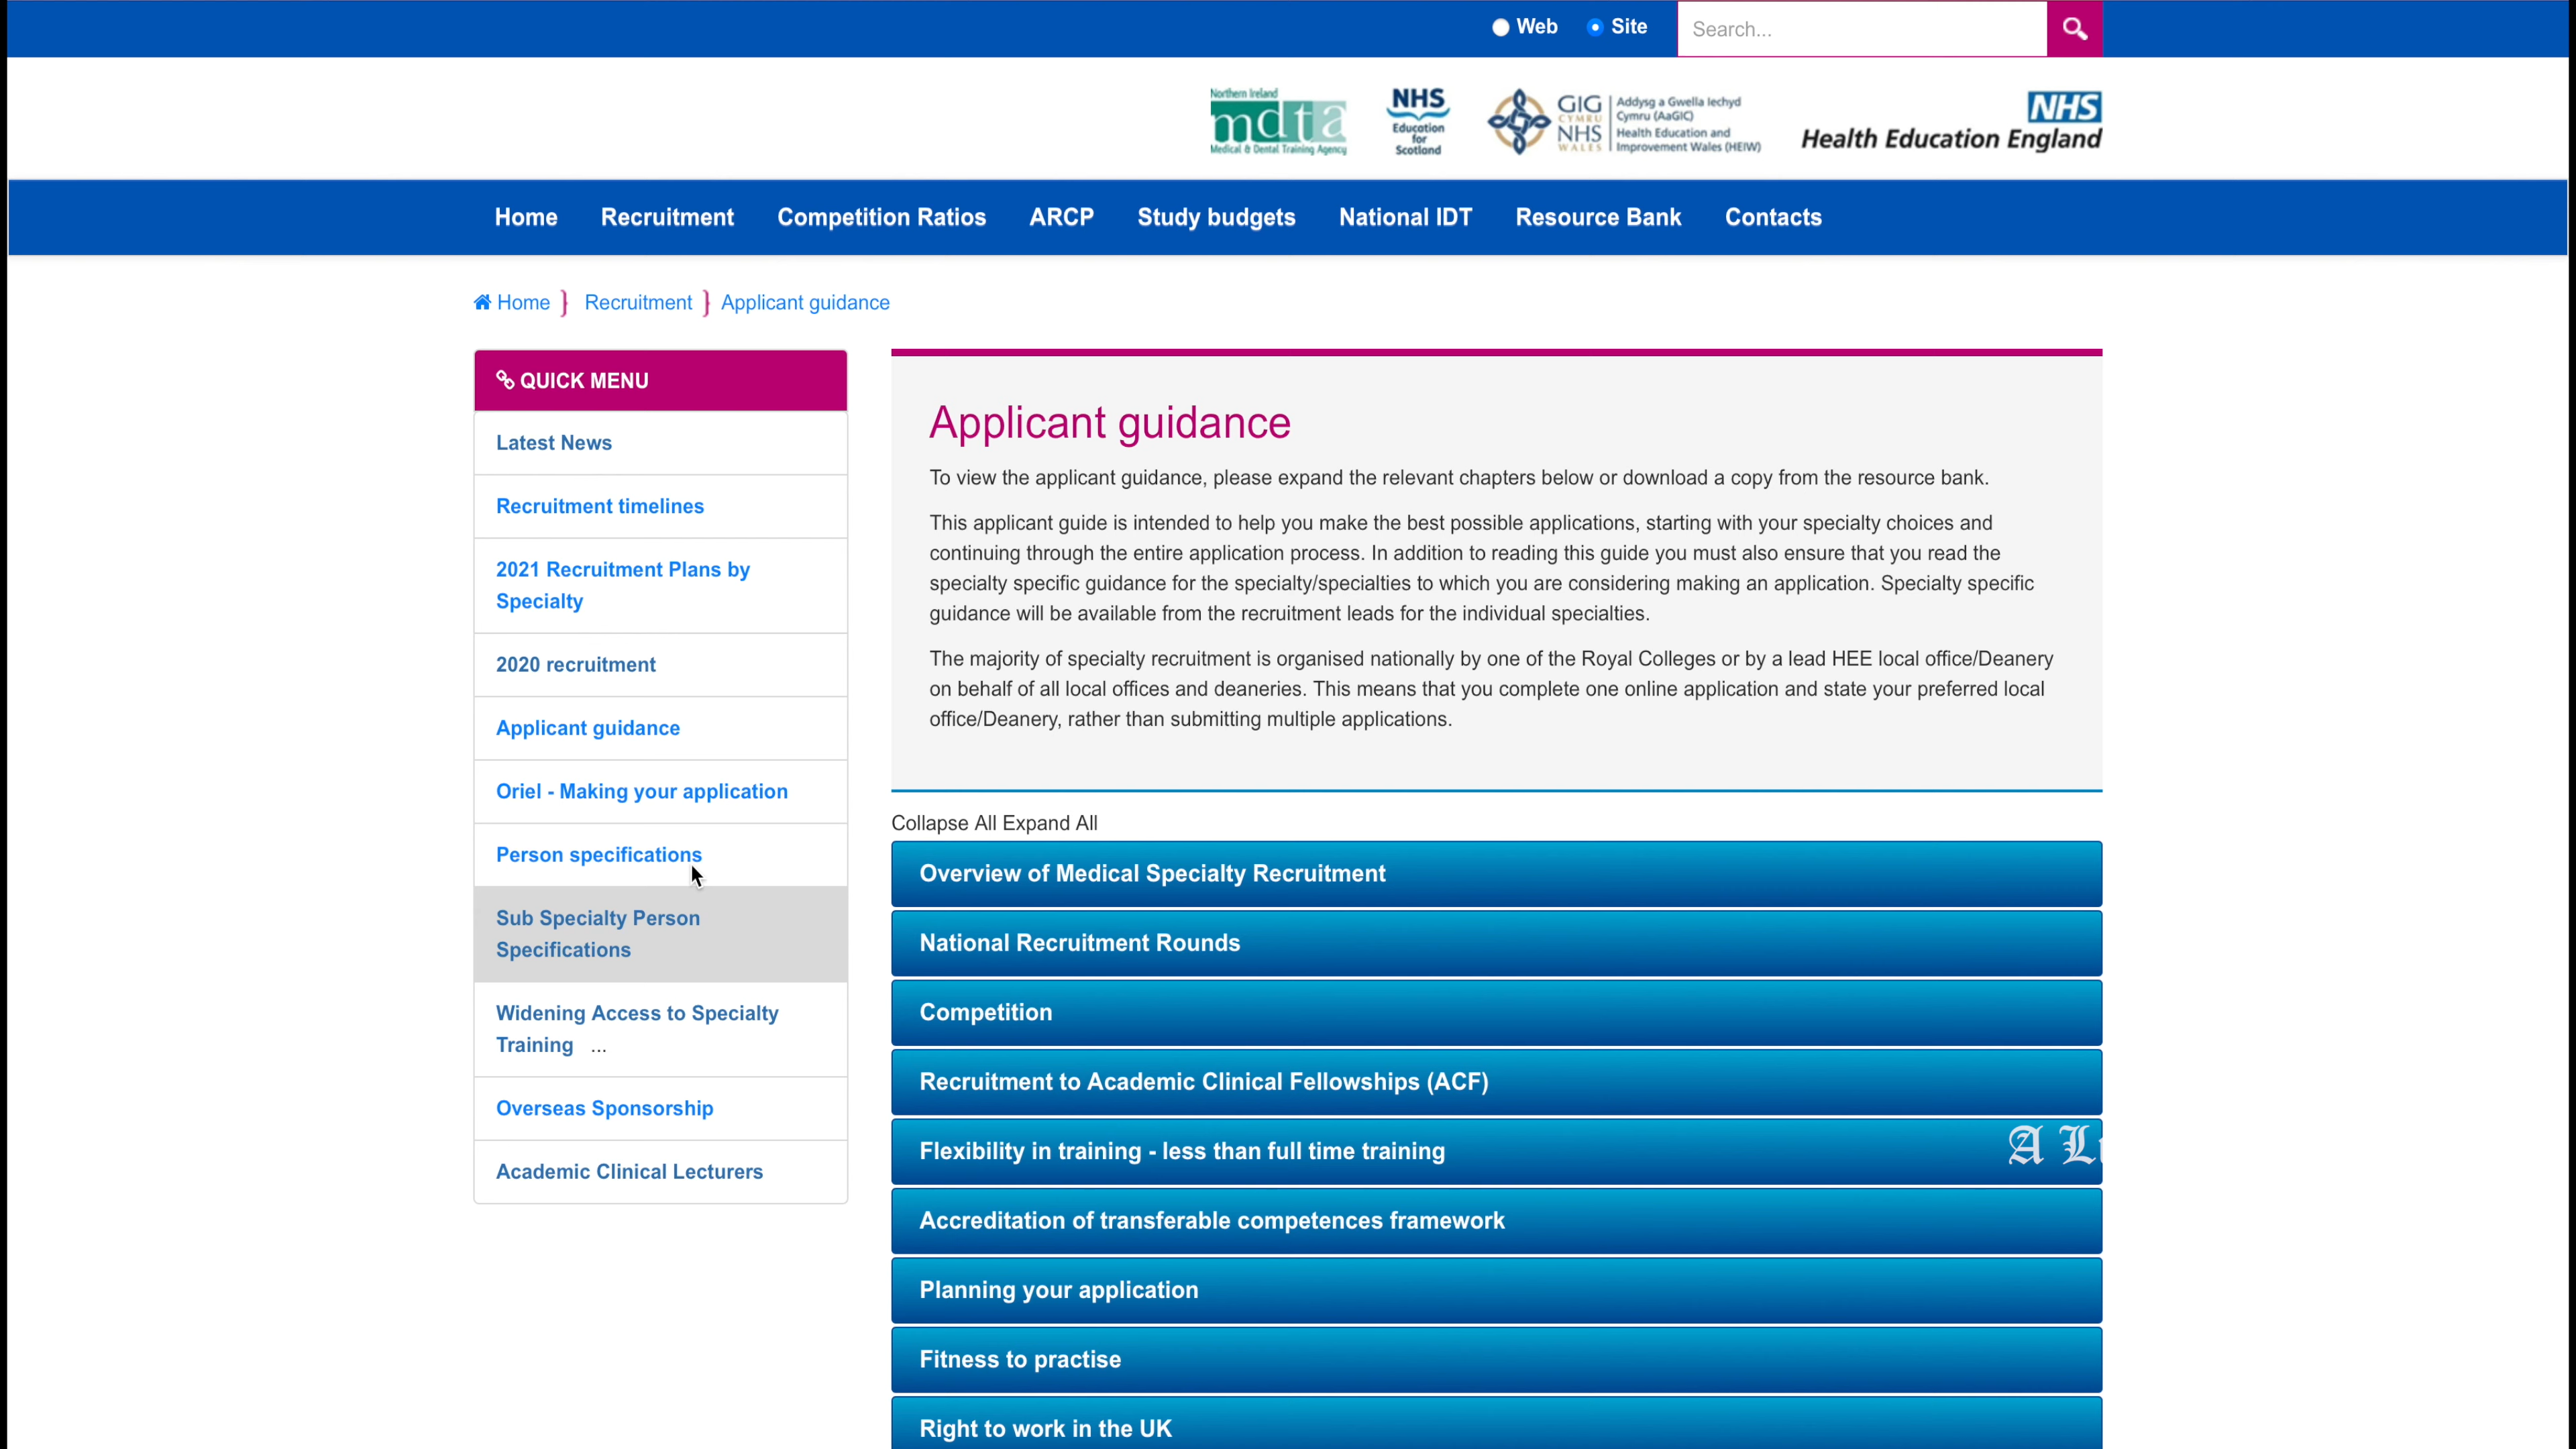 Web Site Search...
Northern Ireland
mdta
Medical & Dental Training Agency
NHS
Education
for
Scotland
GIG
CYMRU
NHS
WALES
Addysg a Gwella Iechyd
Cymru (AaGIC)
Health Education and
Improvement Wales (HEIW)
NHS
Health Education England
Home Recruitment Competition Ratios ARCP Study budgets National IDT Resource Bank Contacts
Home Recruitment Applicant guidance
QUICK MENU
Latest News
Recruitment timelines
2021 Recruitment Plans by
Specialty
2020 recruitment
Applicant guidance
Oriel - Making your application
Person specifications
Sub Specialty Person
Specifications
Widening Access to Specialty
Training ...
Overseas Sponsorship
Academic Clinical Lecturers
Applicant guidance
To view the applicant guidance, please expand the relevant chapters below or download a copy from the resource bank.
This applicant guide is intended to help you make the best possible applications, starting with your specialty choices and
continuing through the entire application process. In addition to reading this guide you must also ensure that you read the
specialty specific guidance for the specialty/specialties to which you are considering making an application. Specialty specific
guidance will be available from the recruitment leads for the individual specialties.
The majority of specialty recruitment is organised nationally by one of the Royal Colleges or by a lead HEE local office/Deanery
on behalf of all local offices and deaneries. This means that you complete one online application and state your preferred local
office/Deanery, rather than submitting multiple applications.
Collapse All Expand All
Overview of Medical Specialty Recruitment
National Recruitment Rounds
Competition
Recruitment to Academic Clinical Fellowships (ACF)
Flexibility in training - less than full time training
A
Accreditation of transferable competences framework
Planning your application
Fitness to practise
Right to work in the UK